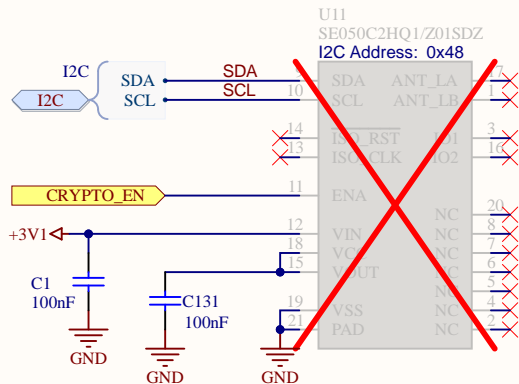 U11
SE050C2HQ1/Z01SDZ
I2C Address: 0x48
I2C
SDA
SDA
SDA
ANT_LA
17
I2C
SCL
SCL
10
SCL
ANT_LB
1
14
ISO_RST
IO1
3
13
ISO_CLK
IO2
16
CRYPTO_EN
11
ENA
NC
20
+3V1
12
VIN
NC
8
18
VCC
NC
7
15
VOUT
NC
6
C1
100nF
NC
5
C131
100nF
19
VSS
NC
4
21
PAD
NC
2
GND
GND
GND